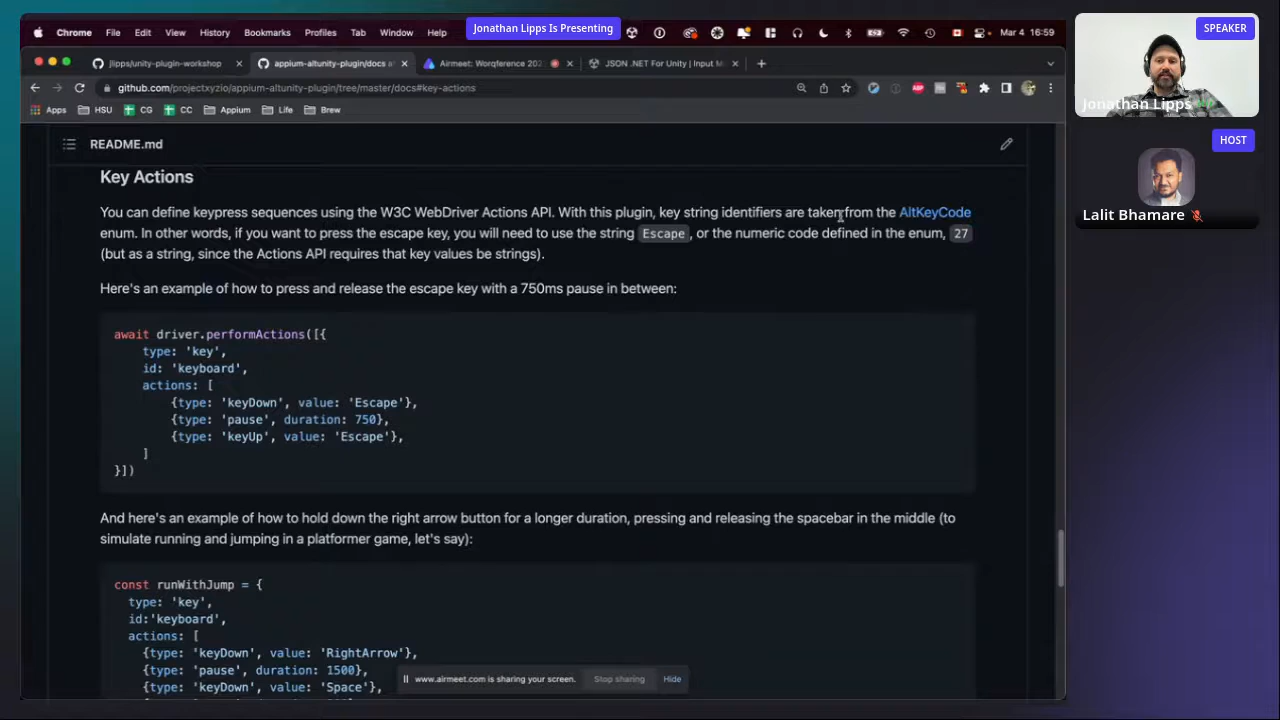 Chrome File Edit View History Bookmarks Profiles Tab Window Help
Jonathan Lipps Is Presenting
Mar 4 16:59
jlipps/unity-plugin-workshop
appium-altunity-plugin/docs a
Airmeet: Worqference 202
JSON .NET For Unity | Input M
github.com/projectxyzio/appium-altunity-plugin/tree/master/docs#key-actions
Apps HSU CG CC Appium Life Brew
README.md
Key Actions
You can define keypress sequences using the W3C WebDriver Actions API. With this plugin, key string identifiers are taken from the AltKeyCode
enum. In other words, if you want to press the escape key, you will need to use the string Escape, or the numeric code defined in the enum, 27
(but as a string, since the Actions API requires that key values be strings).
Here's an example of how to press and release the escape key with a 750ms pause in between:
await driver.performActions([{
type: 'key',
id: 'keyboard',
actions: [
{type: 'keyDown', value: 'Escape'},
{type: 'pause', duration: 750},
{type: 'keyUp', value: 'Escape'},
]
}])
And here's an example of how to hold down the right arrow button for a longer duration, pressing and releasing the spacebar in the middle (to
simulate running and jumping in a platformer game, let's say):
const runWithJump = {
type: 'key',
id:'keyboard',
actions: [
{type: 'keyDown', value: 'RightArrow'},
{type: 'pause', duration: 1500},
{type: 'keyDown', value: 'Space'},
www.airmeet.com is sharing your screen. Stop sharing Hide
SPEAKER
Jonathan Lipps
HOST
Lalit Bhamare